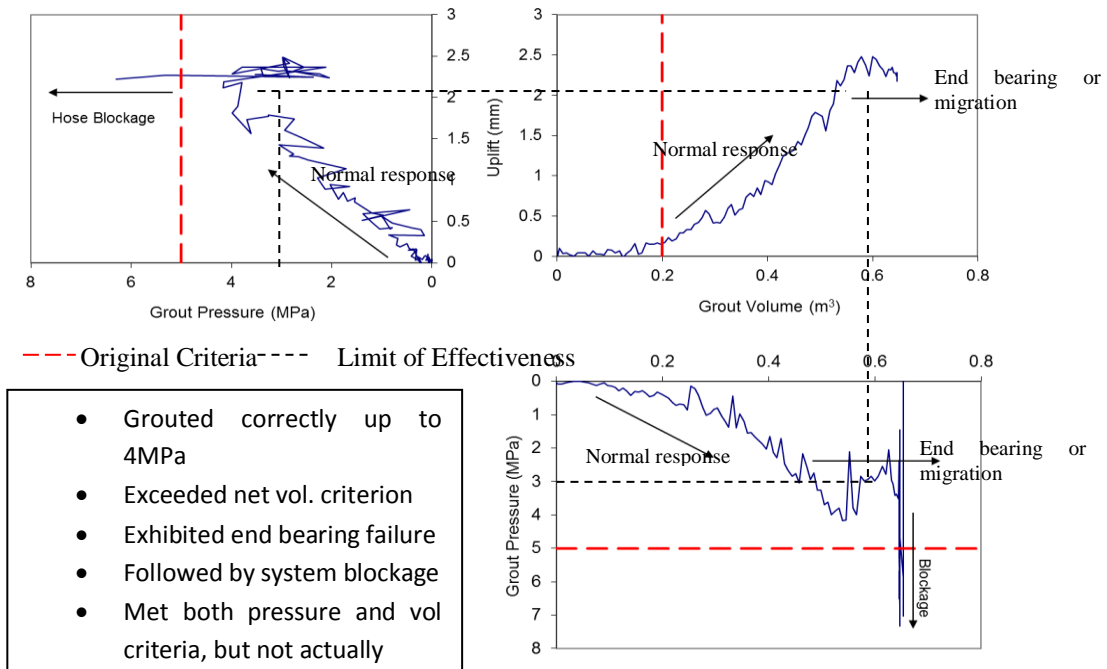 3
3
2.5
2.5
2
2
1.5
1.5
1
1
0.5
0.5
0
0
8
6
4
2
0
0
0.2
0.4
0.6
0.8
Uplift (mm)
Hose Blockage
Normal response
Normal response
End bearing or
migration
Grout Pressure (MPa)
Grout Volume (m³)
Original Criteria
Limit of Effectiveness
• Grouted correctly up to
4MPa
• Exceeded net vol. criterion
• Exhibited end bearing failure
• Followed by system blockage
• Met both pressure and vol
criteria, but not actually
0
0.2
0.4
0.6
0.8
0
1
2
3
4
5
6
7
8
Grout Pressure (MPa)
Normal response
End bearing or
migration
Blockage